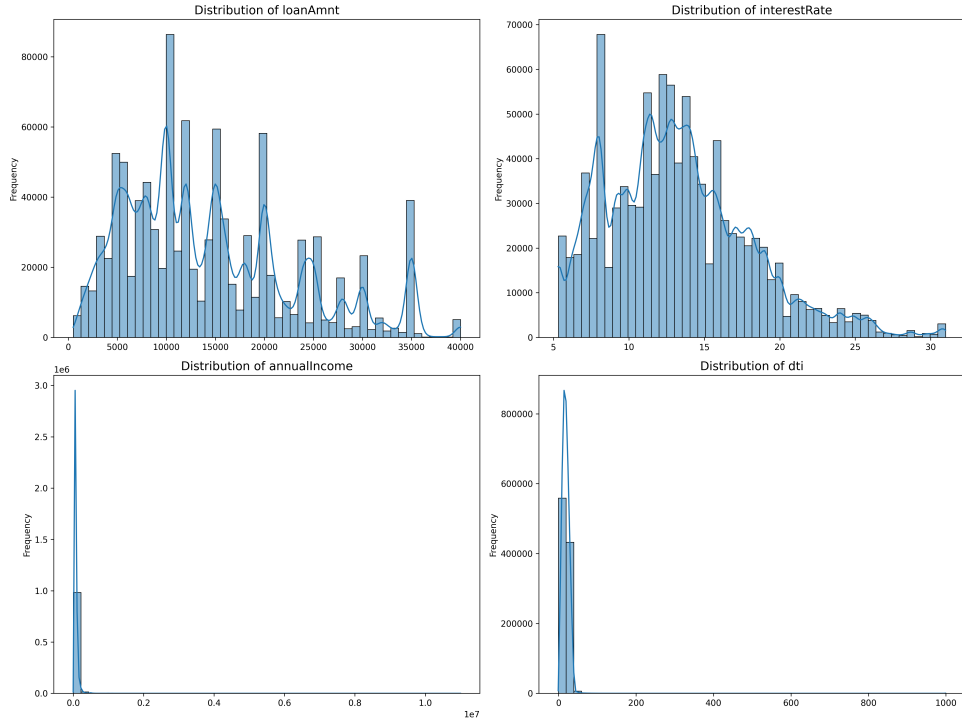 Distribution of loanAmnt
Frequency
80000
60000
40000
20000
0
0 5000 10000 15000 20000 25000 30000 35000 40000
Distribution of interestRate
Frequency
70000
60000
50000
40000
30000
20000
10000
0
5 10 15 20 25 30
Distribution of annualIncome
1e6
Frequency
3.0
2.5
2.0
1.5
1.0
0.5
0.0
0.0 0.2 0.4 0.6 0.8 1.0
1e7
Distribution of dti
Frequency
800000
600000
400000
200000
0
0 200 400 600 800 1000